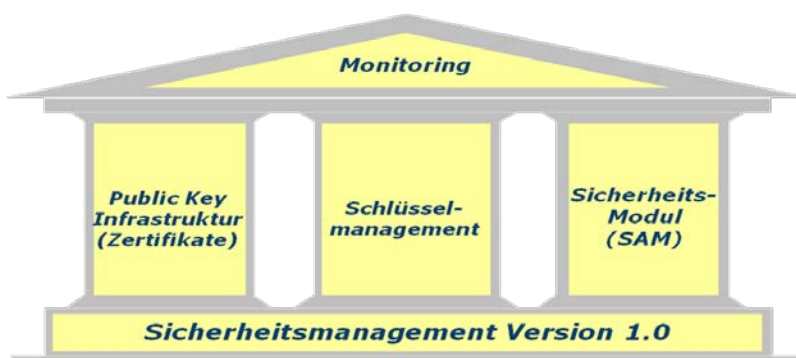 Monitoring
Public Key
Infrastruktur
(Zertifikate)
Schlüssel-
management
Sicherheits-
Modul
(SAM)
Sicherheitsmanagement Version 1.0